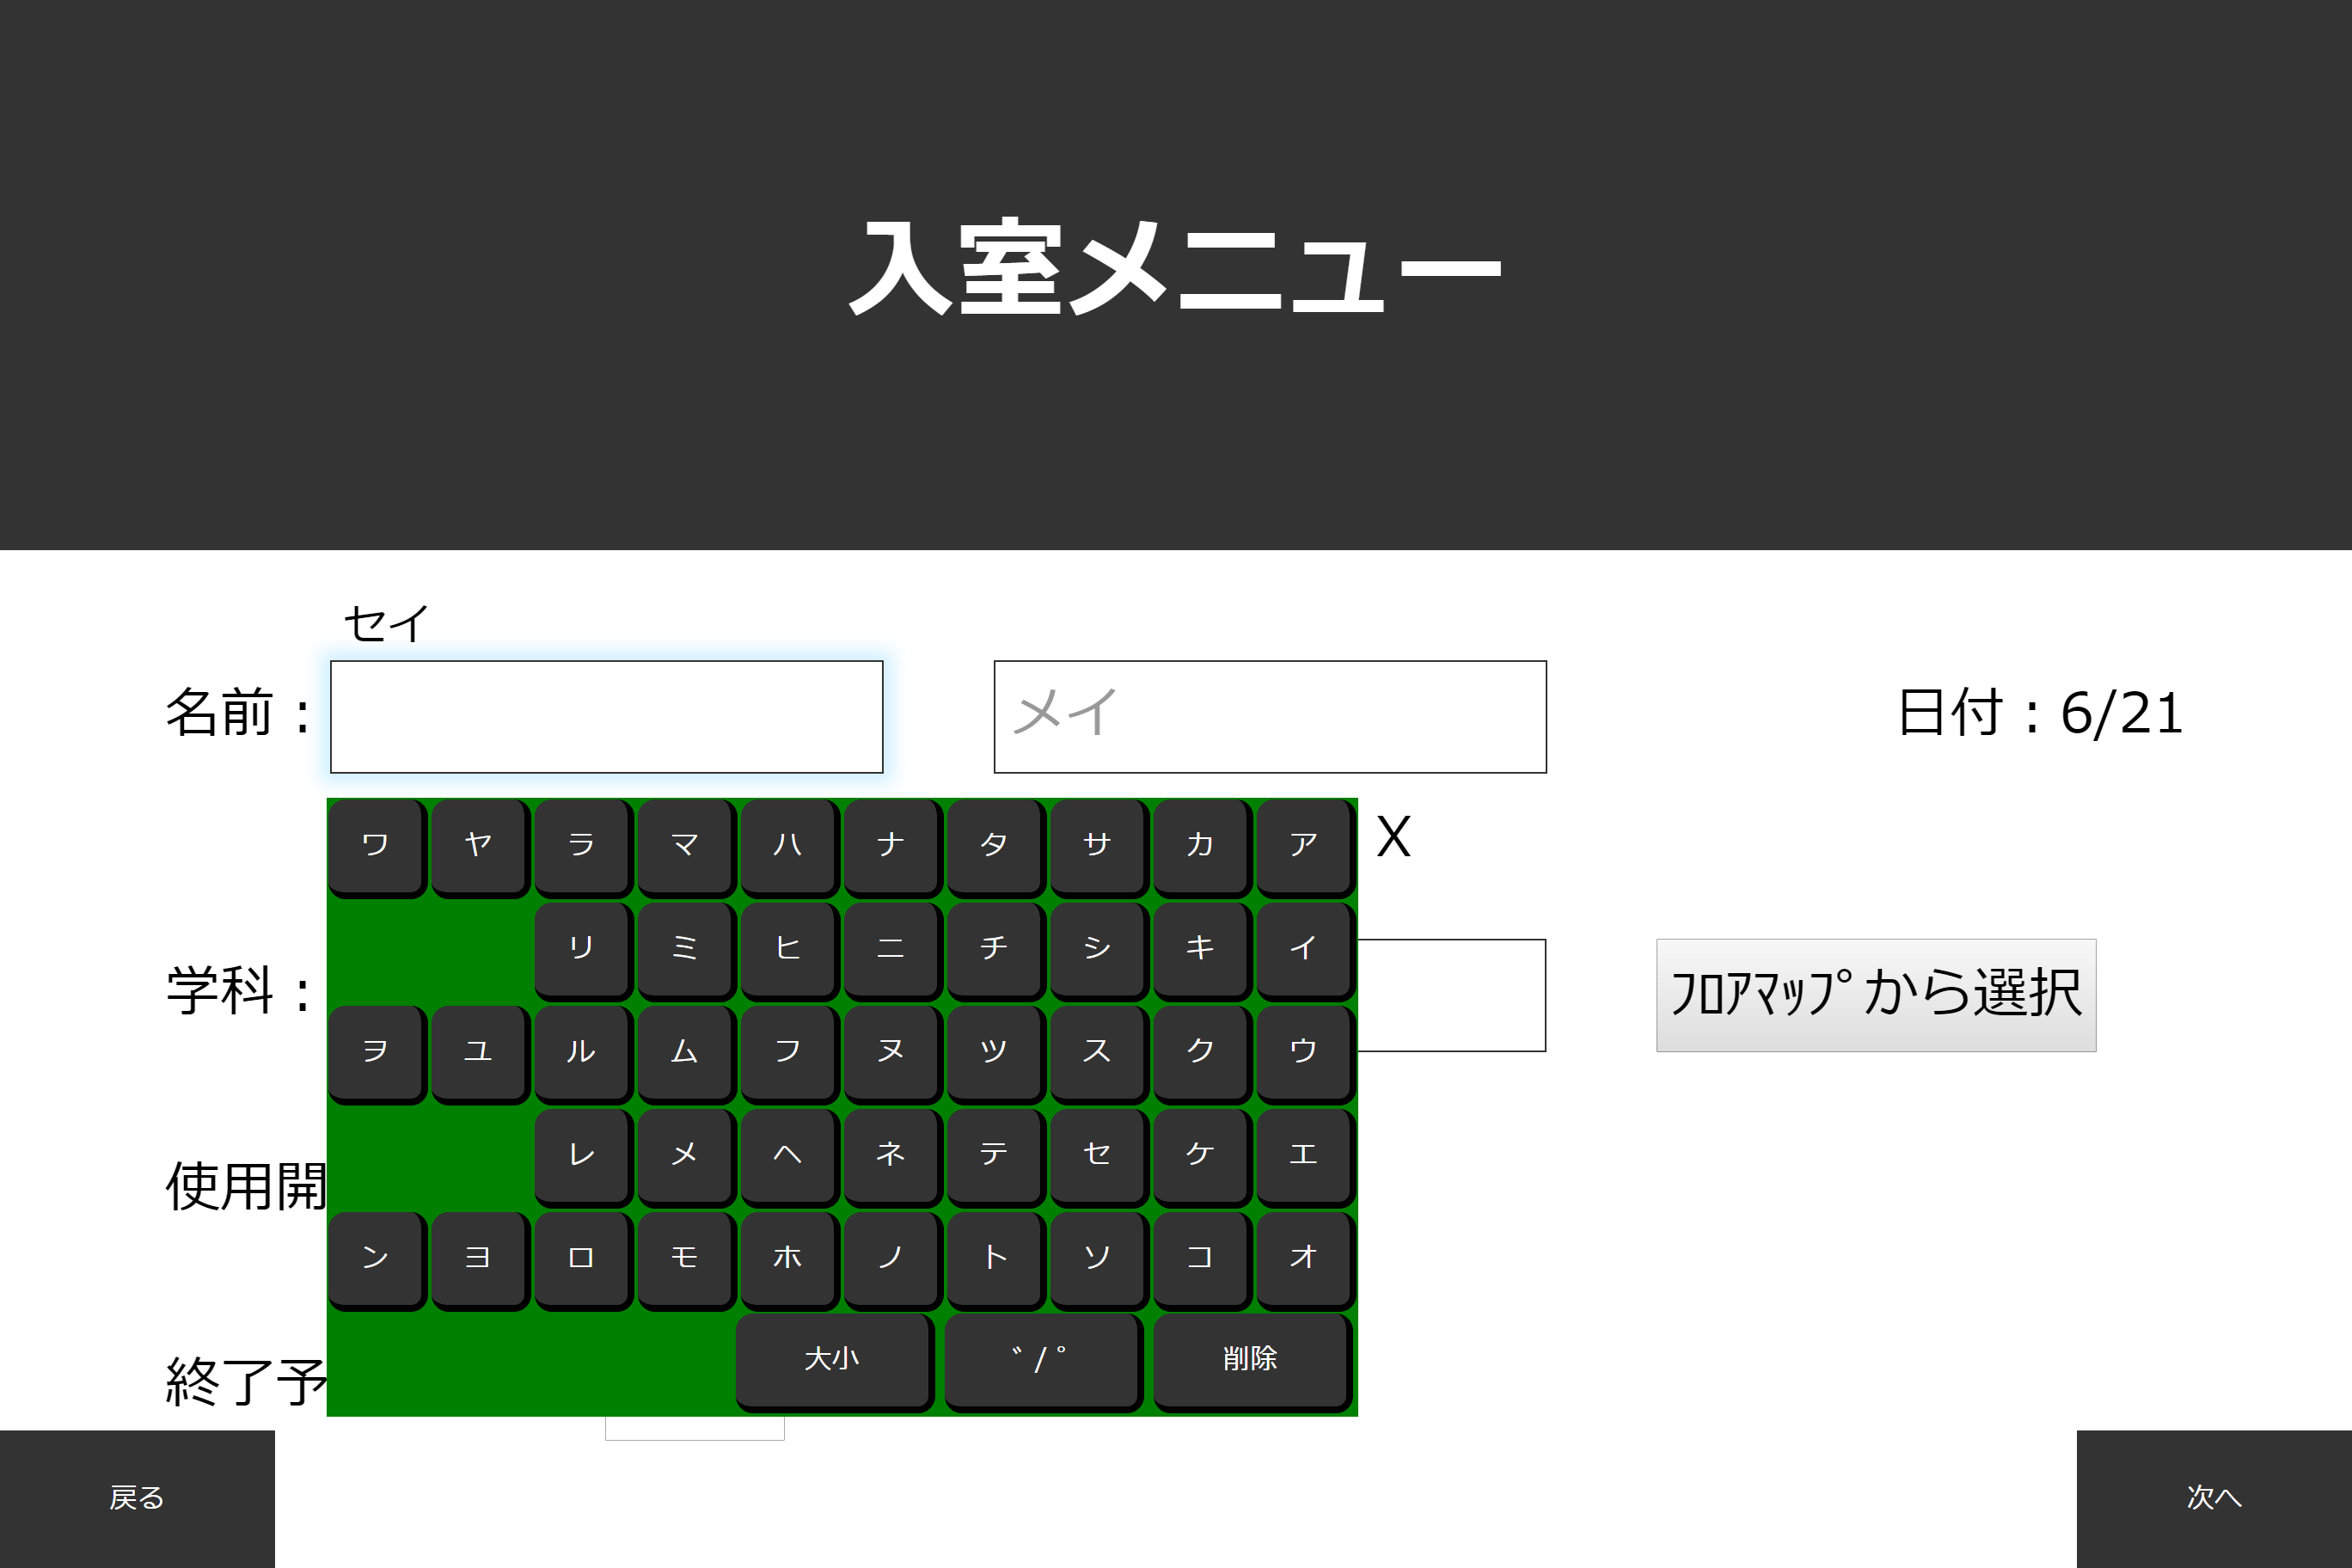 入室メニュー
セイ
名前： メイ 日付：6/21
ワ ヤ ラ マ ハ ナ タ サ カ ア X
リ ミ ヒ ニ チ シ キ イ
学科： ﾌﾛｱﾏｯﾌﾟから選択
ヲ ユ ル ム フ ヌ ツ ス ク ウ
レ メ ヘ ネ テ セ ケ エ
使用開
ン ヨ ロ モ ホ ノ ト ソ コ オ
大小 ゛/゜ 削除
終了予
戻る 次へ